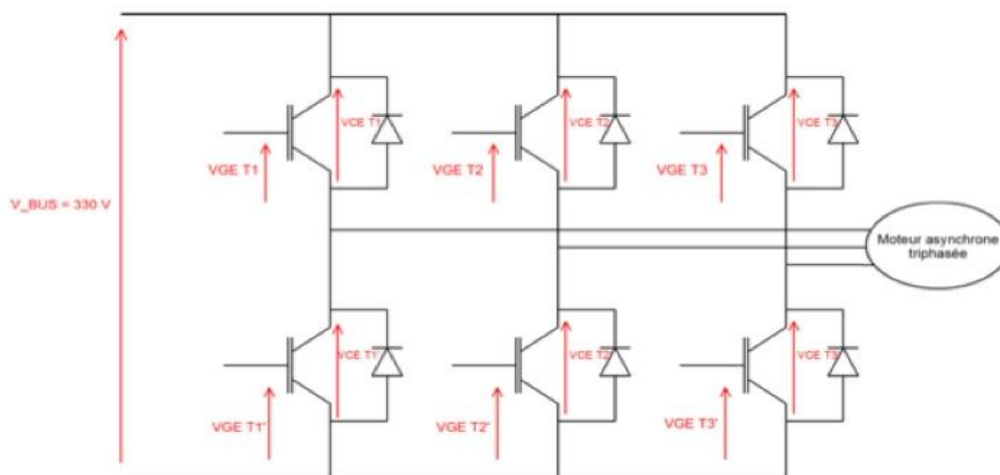 VCE T1
VCE T2
VCE T3
VGE T1
VGE T2
VGE T3
V_BUS = 330 V
Moteur asynchrone
triphasée
VCE T1'
VCE T2'
VCE T3'
VGE T1'
VGE T2'
VGE T3'